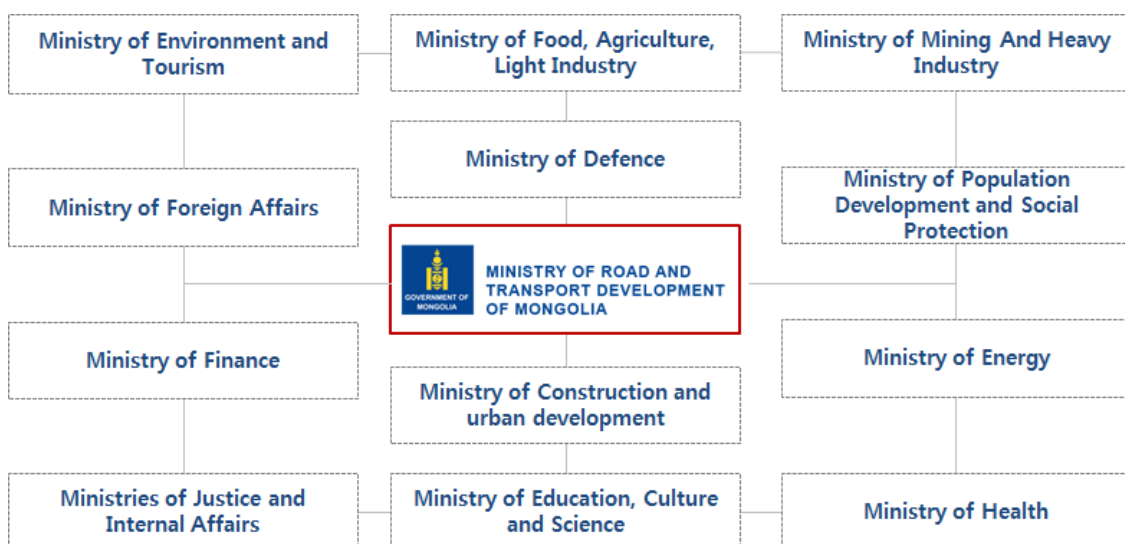 Ministry of Environment and
Tourism
Ministry of Food, Agriculture,
Light Industry
Ministry of Mining And Heavy
Industry
Ministry of Defence
Ministry of Foreign Affairs
Ministry of Population
Development and Social
Protection
GOVERNMENT OF
MONGOLIA
MINISTRY OF ROAD AND
TRANSPORT DEVELOPMENT
OF MONGOLIA
Ministry of Finance
Ministry of Energy
Ministry of Construction and
urban development
Ministries of Justice and
Internal Affairs
Ministry of Education, Culture
and Science
Ministry of Health